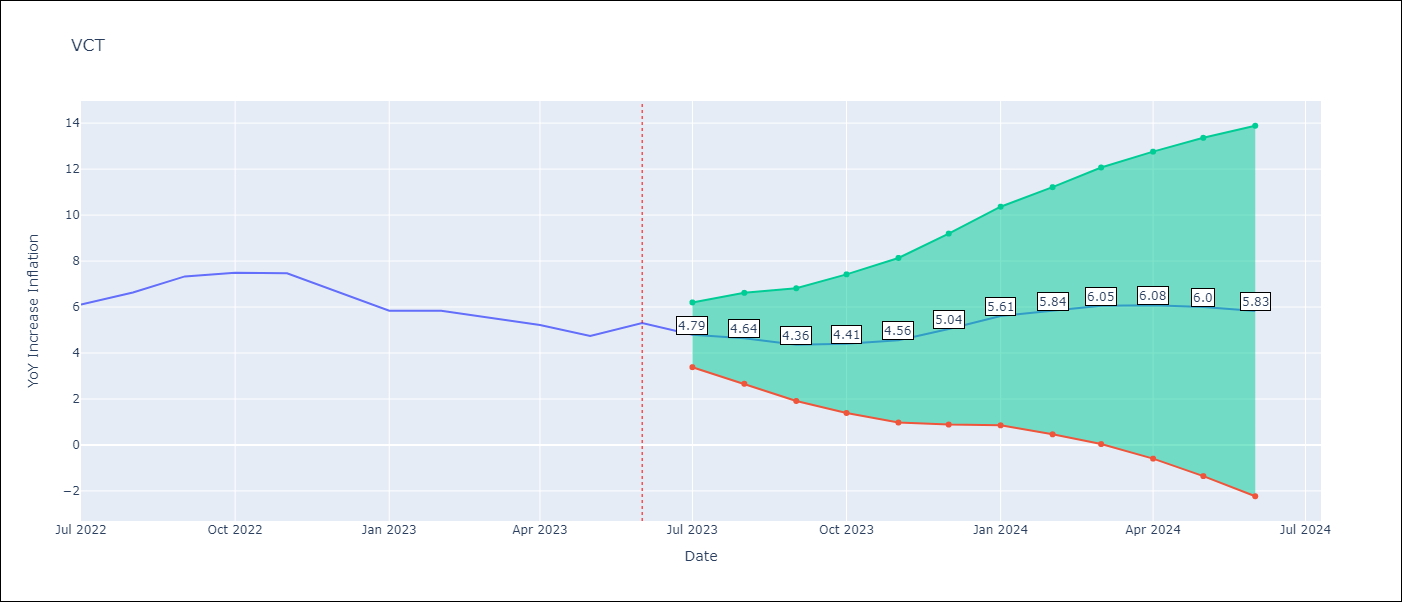 VCT
YoY Increase Inflation
14
12
10
8
6
4
2
0
−2
4.79
4.64
4.36
4.41
4.56
5.04
5.61
5.84
6.05
6.08
6.0
5.83
Jul 2022
Oct 2022
Jan 2023
Apr 2023
Jul 2023
Oct 2023
Jan 2024
Apr 2024
Jul 2024
Date